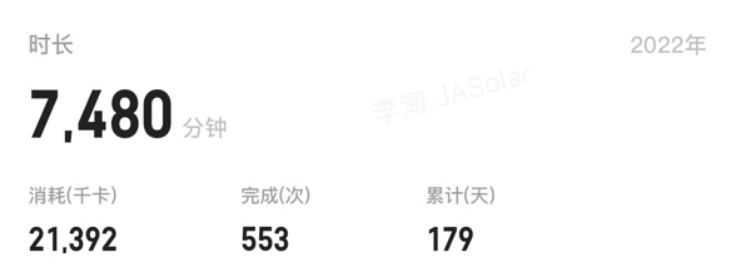 时长 2022年
李海 JASolar
7,480 分钟
消耗(千卡) 完成(次) 累计(天)
21,392 553 179